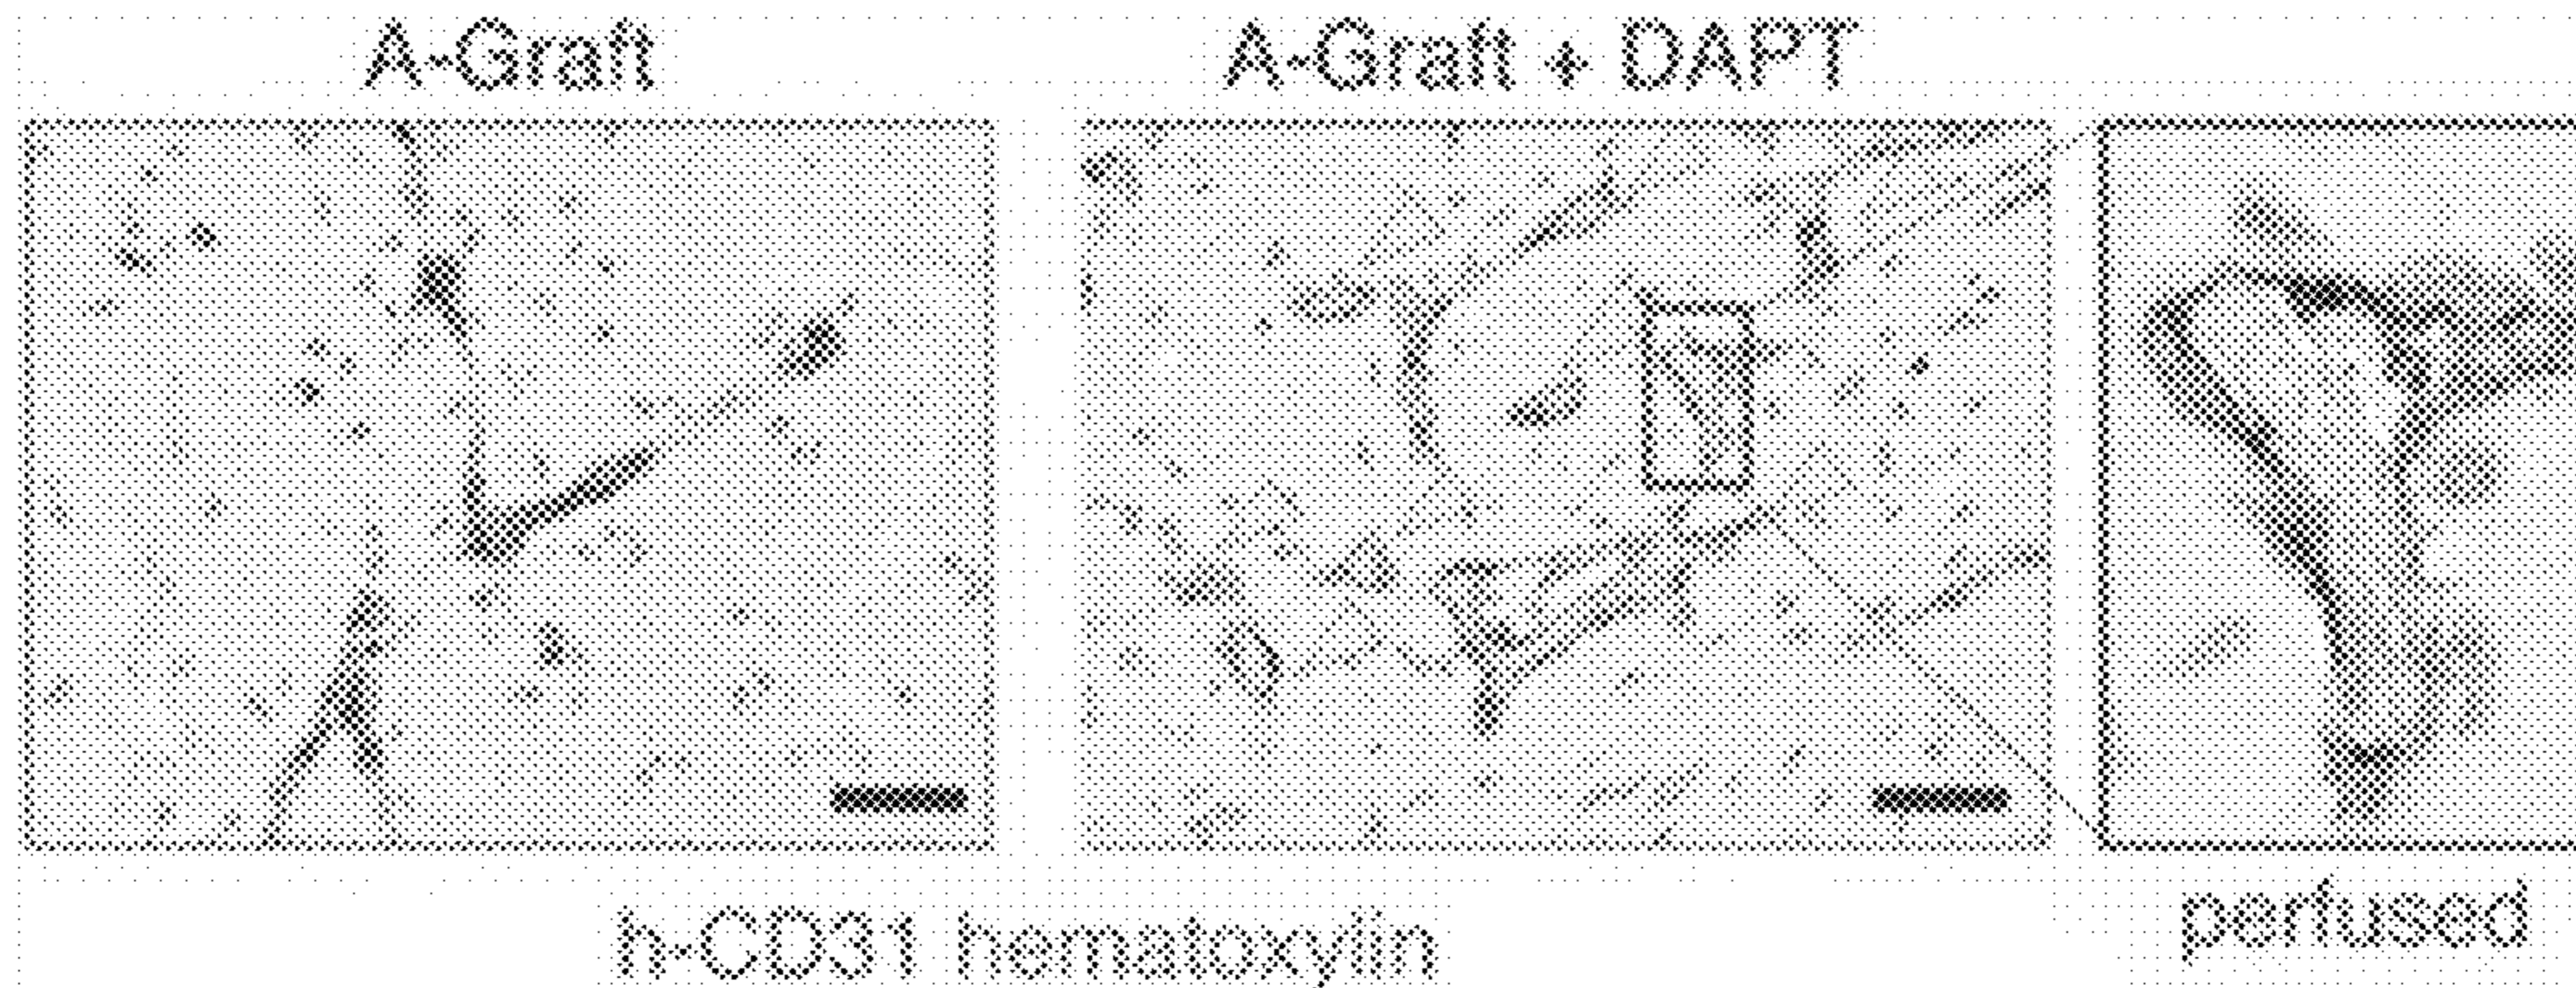 A-Graft
A-Graft + DAPT
h-CD31 hematoxylin
perfused